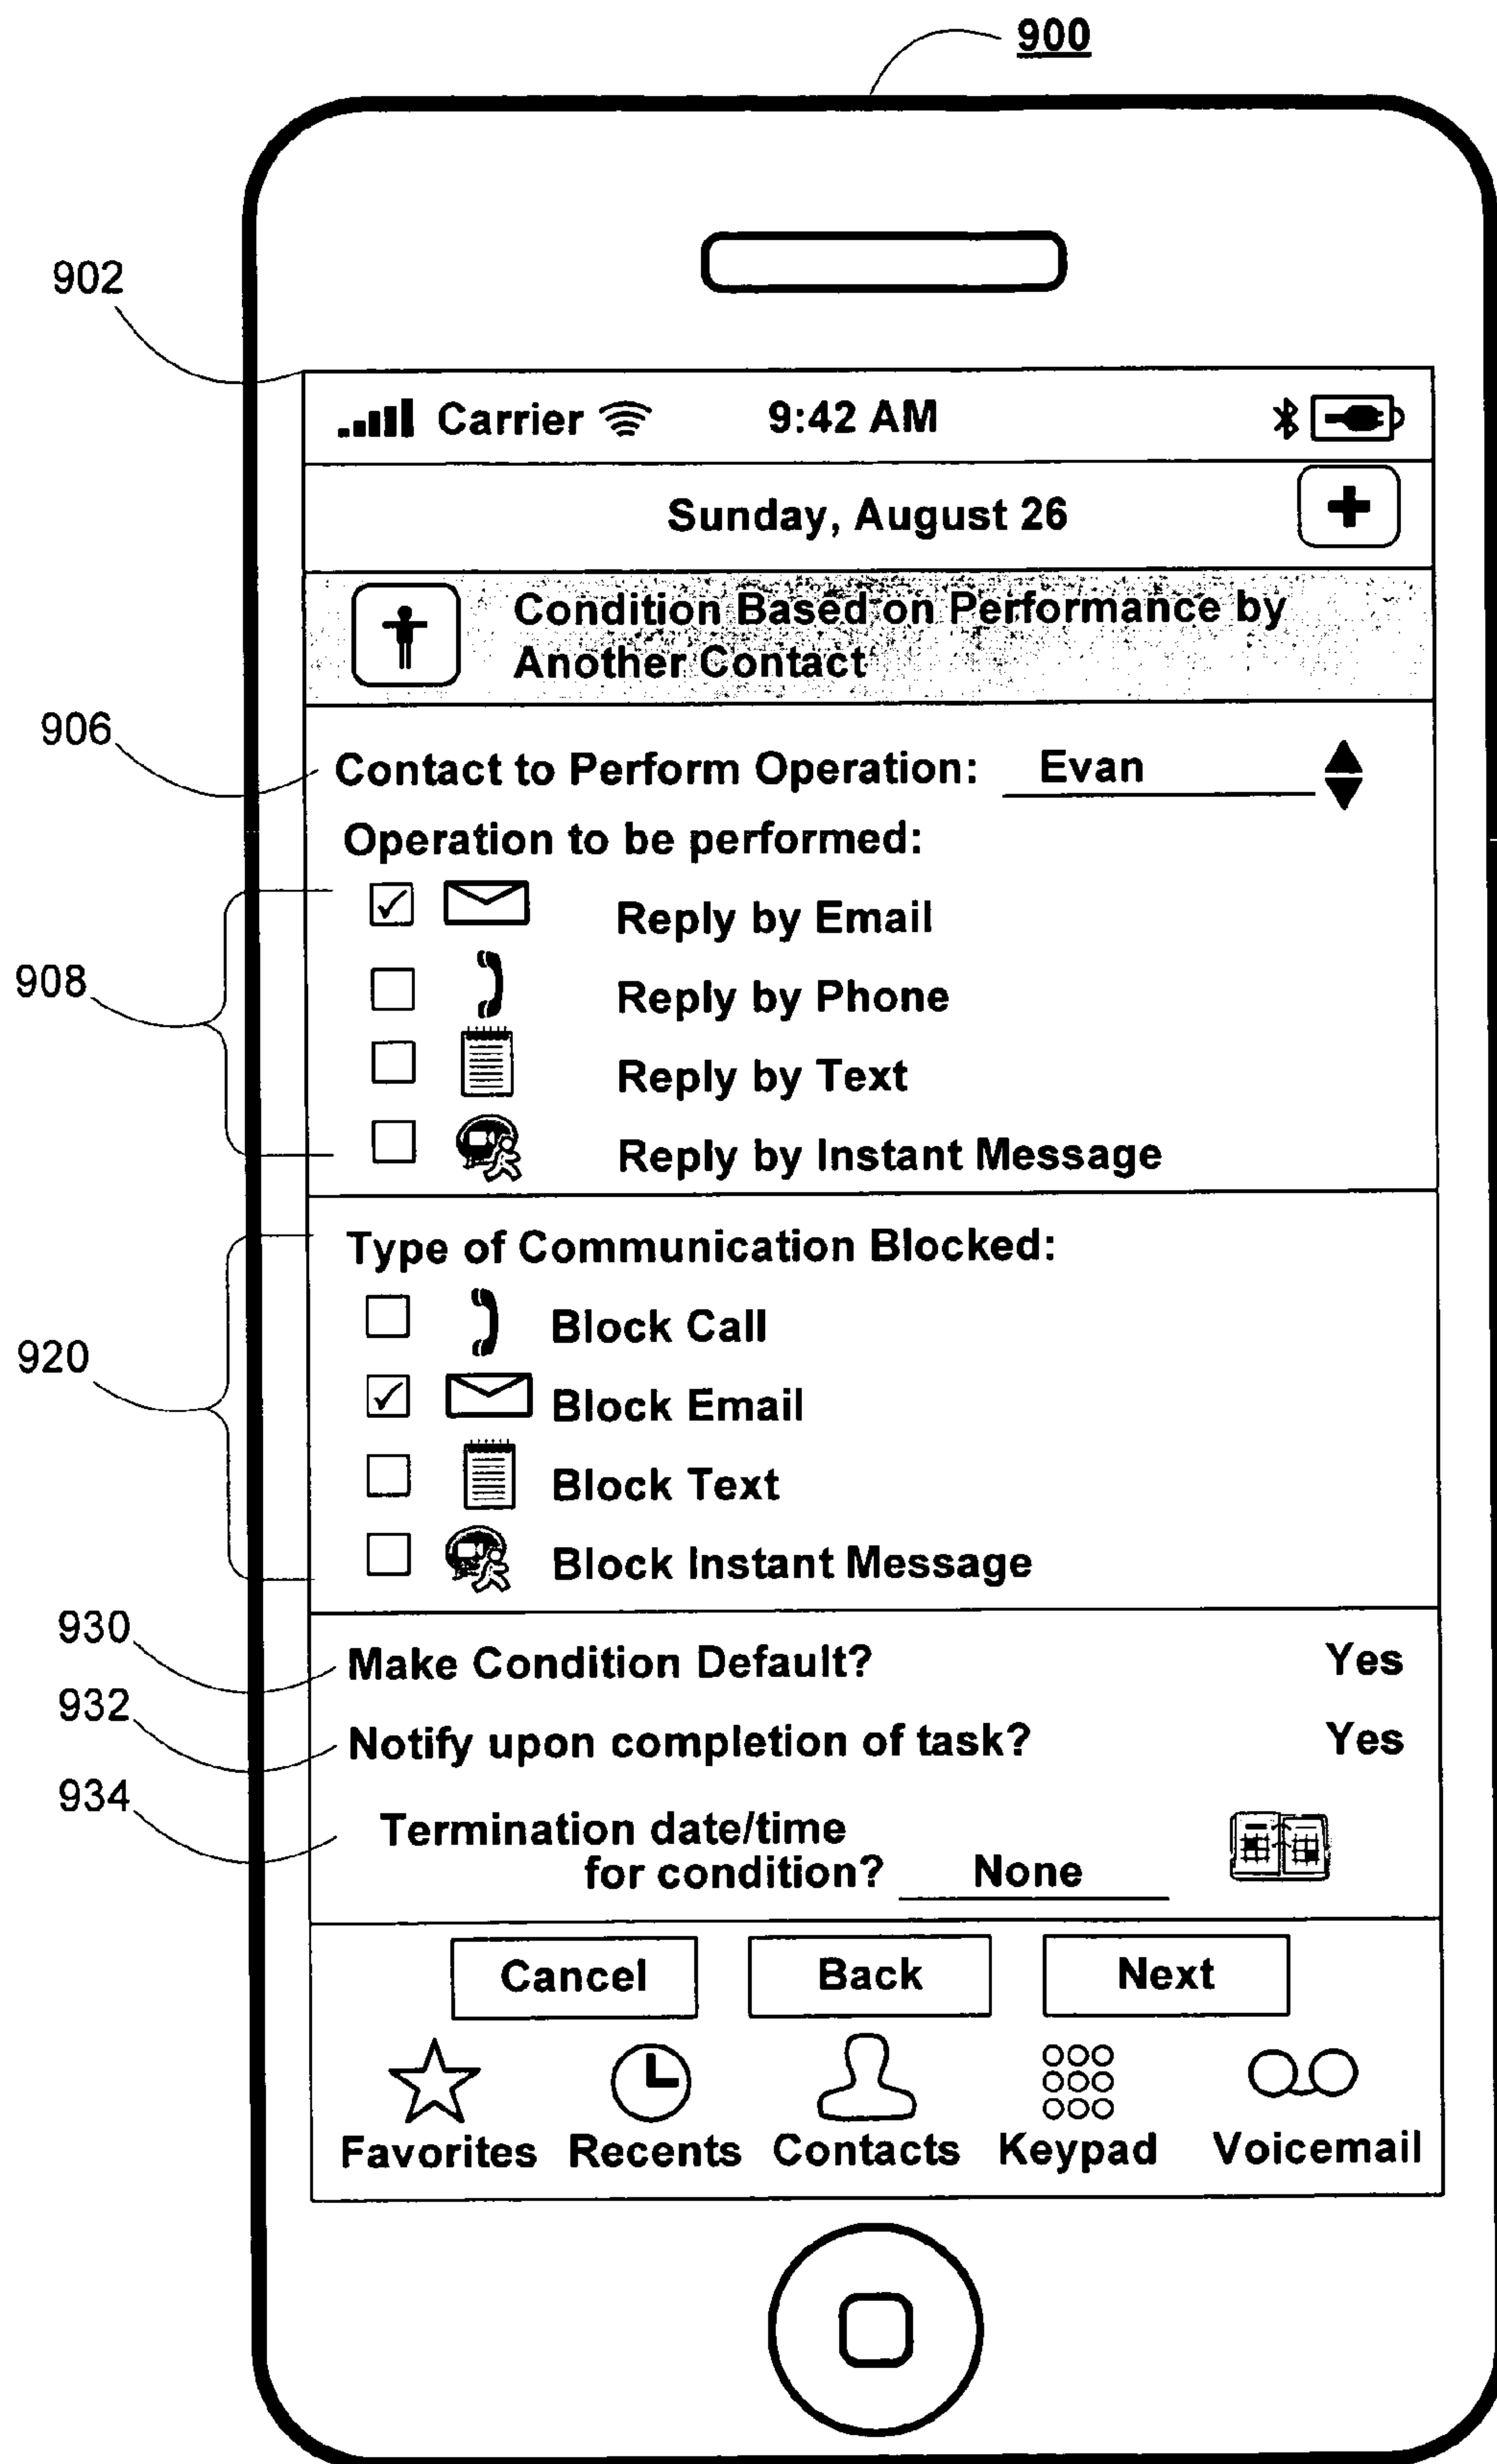 900
902
Carrier 9:42 AM
Sunday, August 26
Condition Based on Performance by
Another Contact
906
Contact to Perform Operation: Evan
Operation to be performed:
Reply by Email
908
Reply by Phone
Reply by Text
Reply by Instant Message
Type of Communication Blocked:
Block Call
920
Block Email
Block Text
Block Instant Message
930
Make Condition Default? Yes
932
Notify upon completion of task? Yes
934
Termination date/time
for condition? None
Cancel Back Next
Favorites Recents Contacts Keypad Voicemail